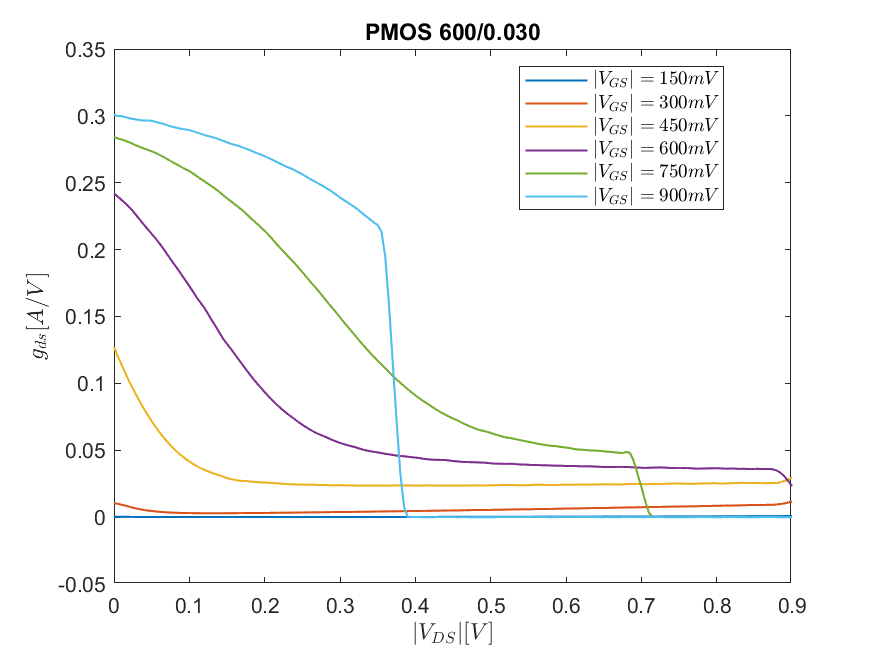 PMOS 600/0.030
0.35
0.3
0.25
0.2
0.15
0.1
0.05
0
-0.05
g_{ds}[A/V]
|V_{GS}| = 150mV
|V_{GS}| = 300mV
|V_{GS}| = 450mV
|V_{GS}| = 600mV
|V_{GS}| = 750mV
|V_{GS}| = 900mV
0 0.1 0.2 0.3 0.4 0.5 0.6 0.7 0.8 0.9
|V_{DS}|[V]